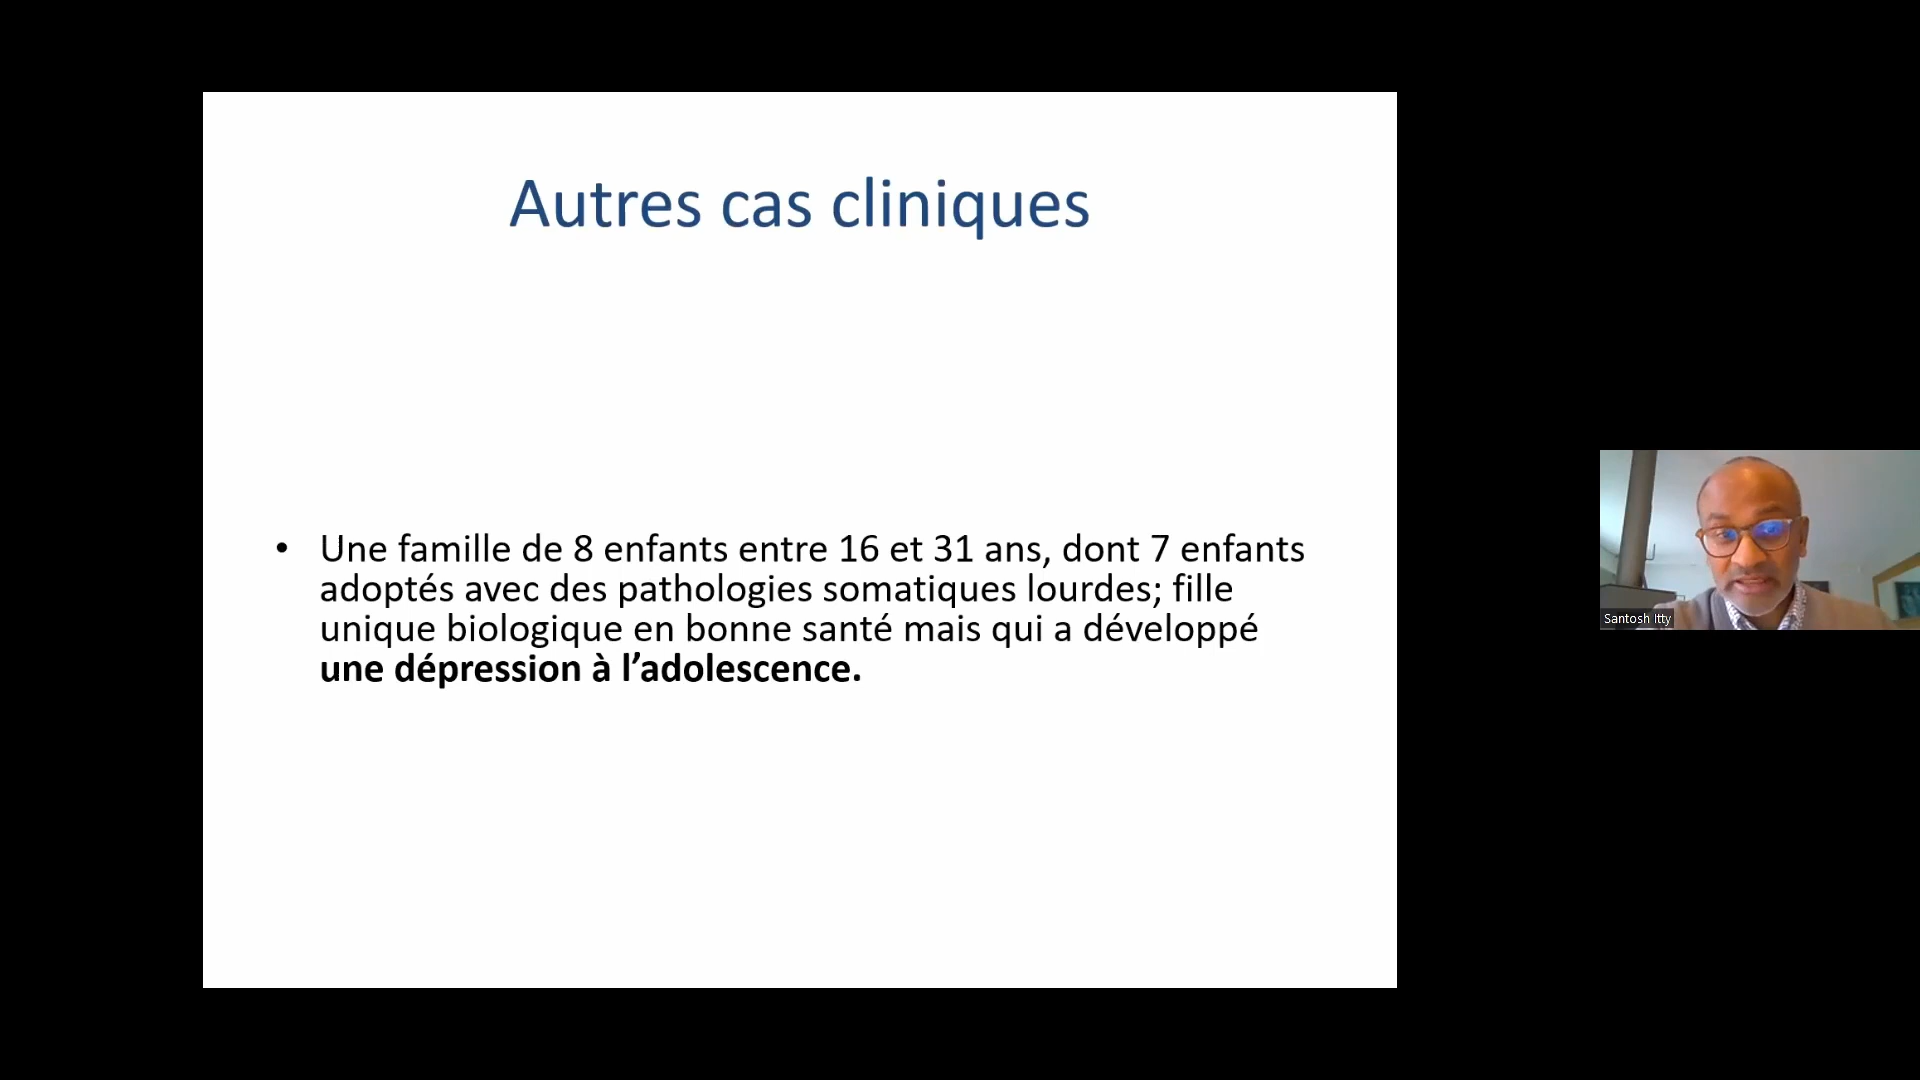 Autres cas cliniques
• Une famille de 8 enfants entre 16 et 31 ans, dont 7 enfants
adoptés avec des pathologies somatiques lourdes; fille
unique biologique en bonne santé mais qui a développé
une dépression à l’adolescence.
Santosh Itty